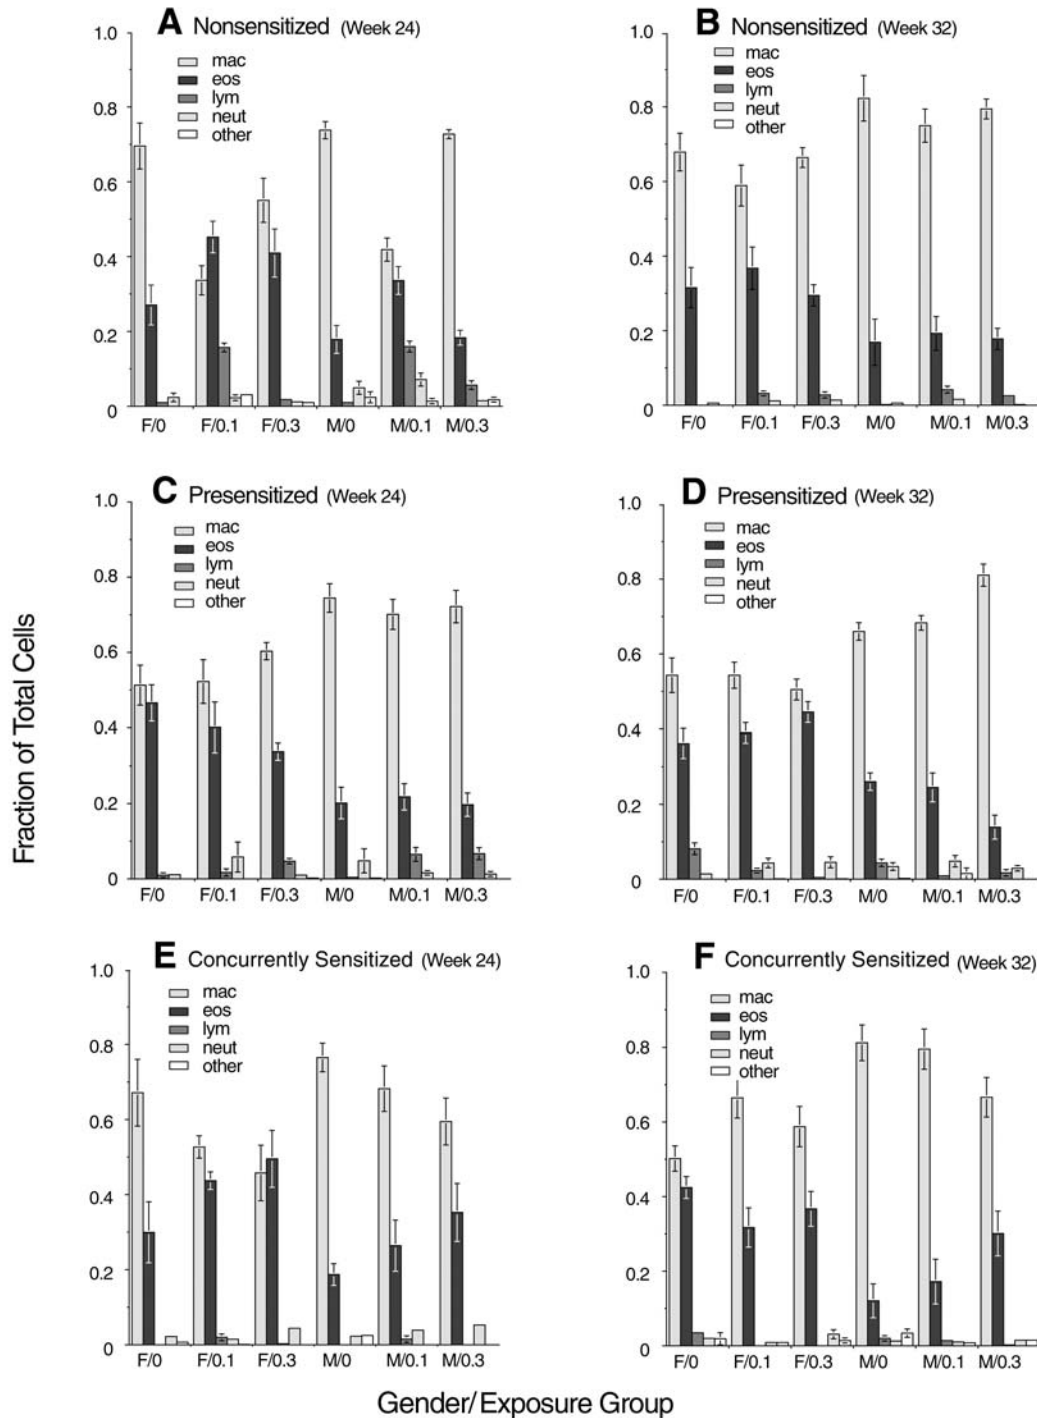 A Nonsensitized (Week 24)
mac
eos
lym
neut
other
1.0
0.8
0.6
0.4
0.2
0
F/0 F/0.1 F/0.3 M/0 M/0.1 M/0.3
B Nonsensitized (Week 32)
mac
eos
lym
neut
other
1.0
0.8
0.6
0.4
0.2
0
F/0 F/0.1 F/0.3 M/0 M/0.1 M/0.3
C Presensitized (Week 24)
mac
eos
lym
neut
other
1.0
0.8
0.6
0.4
0.2
0
F/0 F/0.1 F/0.3 M/0 M/0.1 M/0.3
D Presensitized (Week 32)
mac
eos
lym
neut
other
1.0
0.8
0.6
0.4
0.2
0
F/0 F/0.1 F/0.3 M/0 M/0.1 M/0.3
Fraction of Total Cells
E Concurrently Sensitized (Week 24)
mac
eos
lym
neut
other
1.0
0.8
0.6
0.4
0.2
0
F/0 F/0.1 F/0.3 M/0 M/0.1 M/0.3
F Concurrently Sensitized (Week 32)
mac
eos
lym
neut
other
1.0
0.8
0.6
0.4
0.2
0
F/0 F/0.1 F/0.3 M/0 M/0.1 M/0.3
Gender/Exposure Group